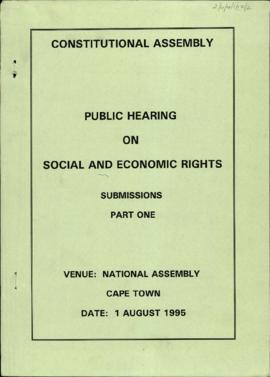 CONSTITUTIONAL ASSEMBLY
PUBLIC HEARING
ON
SOCIAL AND ECONOMIC RIGHTS
SUBMISSIONS
PART ONE
VENUE: NATIONAL ASSEMBLY
CAPE TOWN
DATE: 1 AUGUST 1995